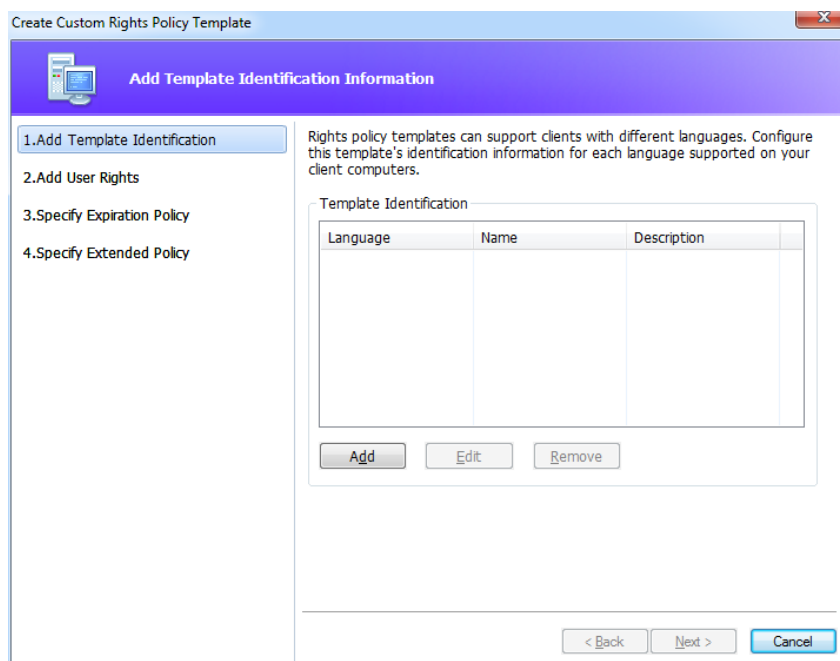 Create Custom Rights Policy Template
X
Add Template Identification Information
1.Add Template Identification
2.Add User Rights
3.Specify Expiration Policy
4.Specify Extended Policy
Rights policy templates can support clients with different languages. Configure
this template's identification information for each language supported on your
client computers.
Template Identification
Language Name Description
Add Edit Remove
< Back Next > Cancel